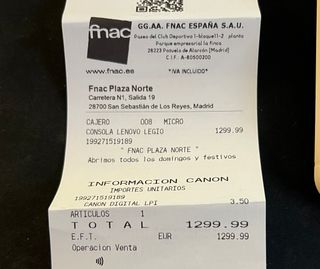 fnac
GG.AA. FNAC ESPAÑA S.A.U.
Paseo del Club Deportivo 1-bloque11-2ª planta
Parque empresarial la finca
28223 Pozuelo de Alarcón (Madrid)
C.I.F. A-80500200
www.fnac.es
*IVA INCLUIDO*
Fnac Plaza Norte
Carretera N1, Salida 19
28700 San Sebastián de Los Reyes, Madrid
CAJERO 008 MICRO
CONSOLA LENOVO LEGIO 1299.99
199271519189
" FNAC PLAZA NORTE "
Abrimos todos los domingos y festivos
INFORMACION CANON
IMPORTES UNITARIOS
199271519189
CANON DIGITAL LPI 3.50
ARTICULOS 1
TOTAL 1299.99
E.F.T. EUR 1299.99
Operacion Venta